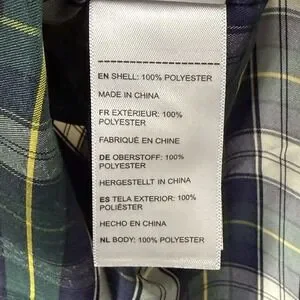 EN SHELL: 100% POLYESTER
MADE IN CHINA
FR EXTÉRIEUR: 100%
POLYESTER
FABRIQUÉ EN CHINE
DE OBERSTOFF: 100%
POLYESTER
HERGESTELLT IN CHINA
ES TELA EXTERIOR: 100%
POLIÉSTER
HECHO EN CHINA
NL BODY: 100% POLYESTER